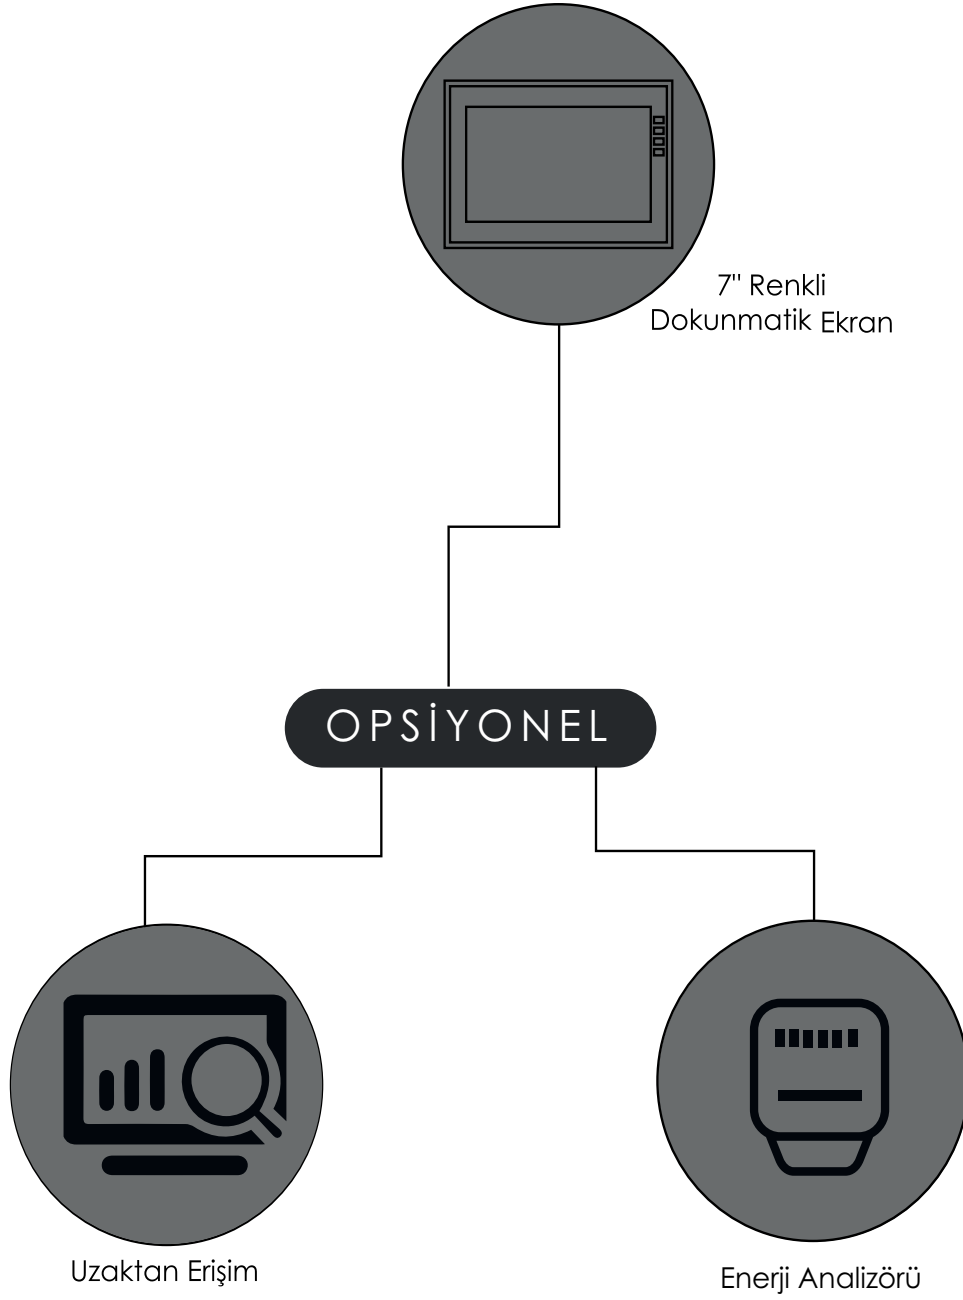 7" Renkli
Dokunmatik Ekran
OPSİYONEL
Uzaktan Erişim
Enerji Analizörü